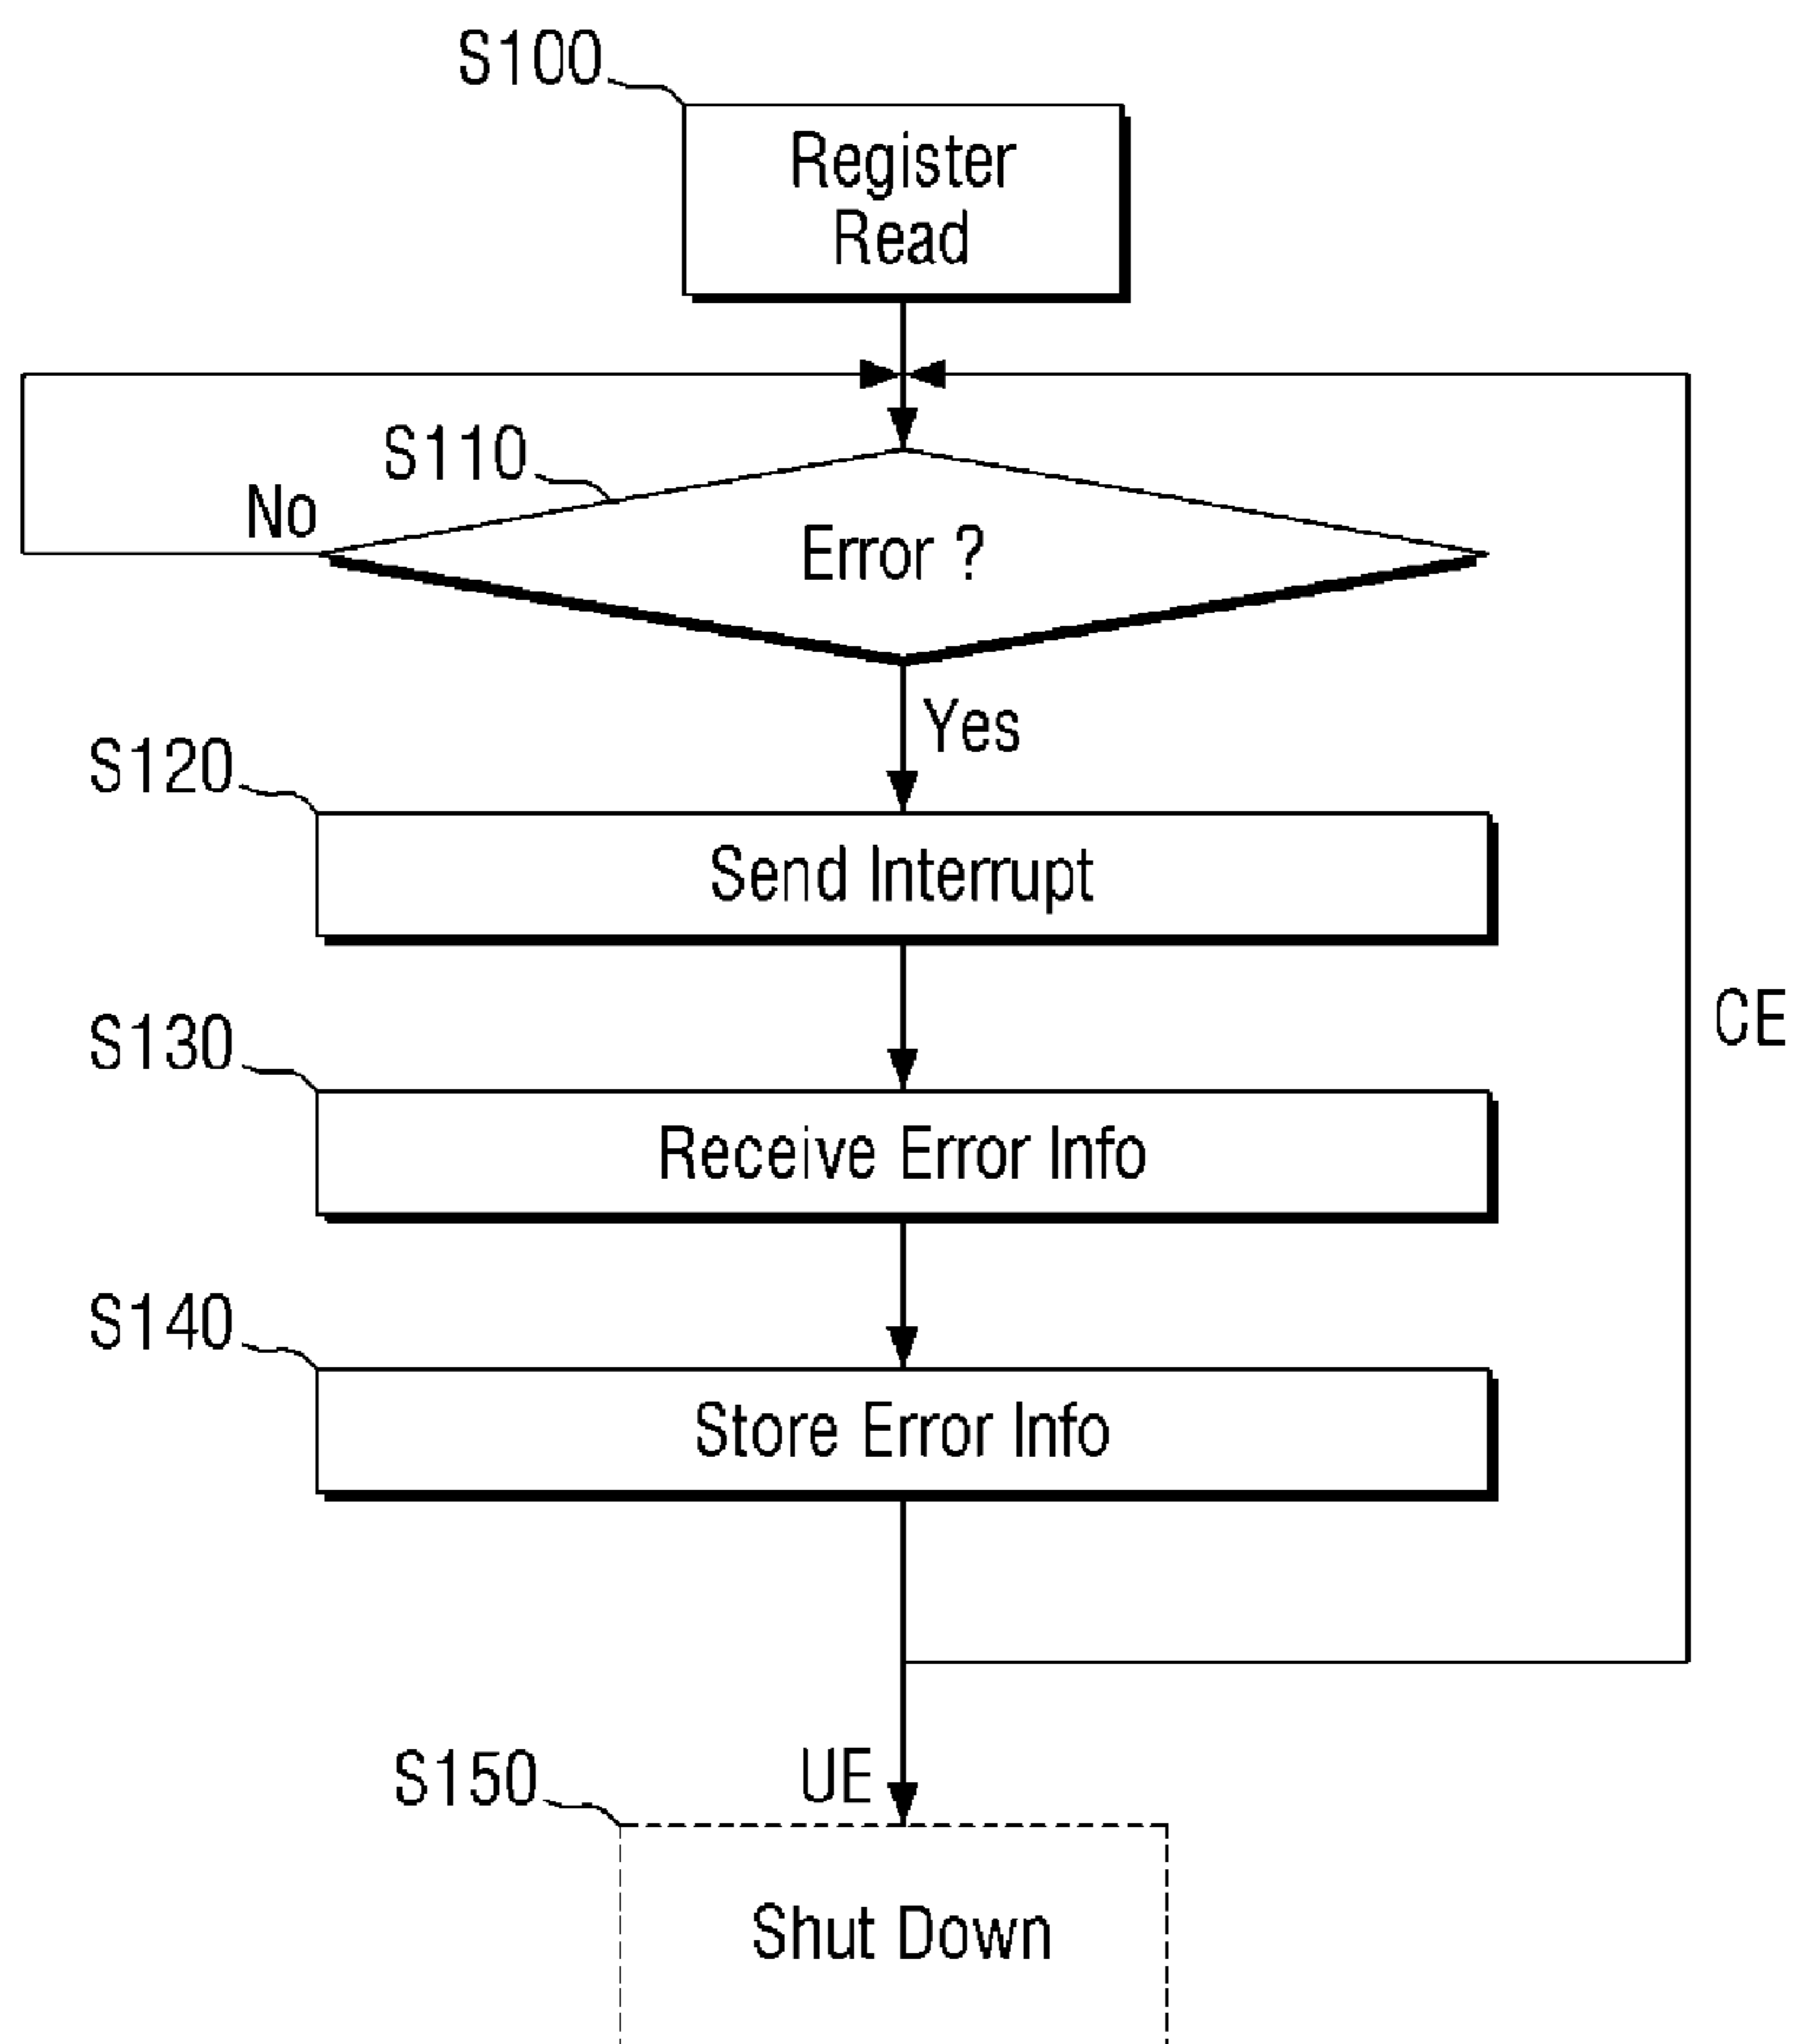 S100
Register
Read
S110
No
Error ?
Yes
S120
Send Interrupt
CE
S130
Receive Error Info
S140
Store Error Info
S150
UE
Shut Down